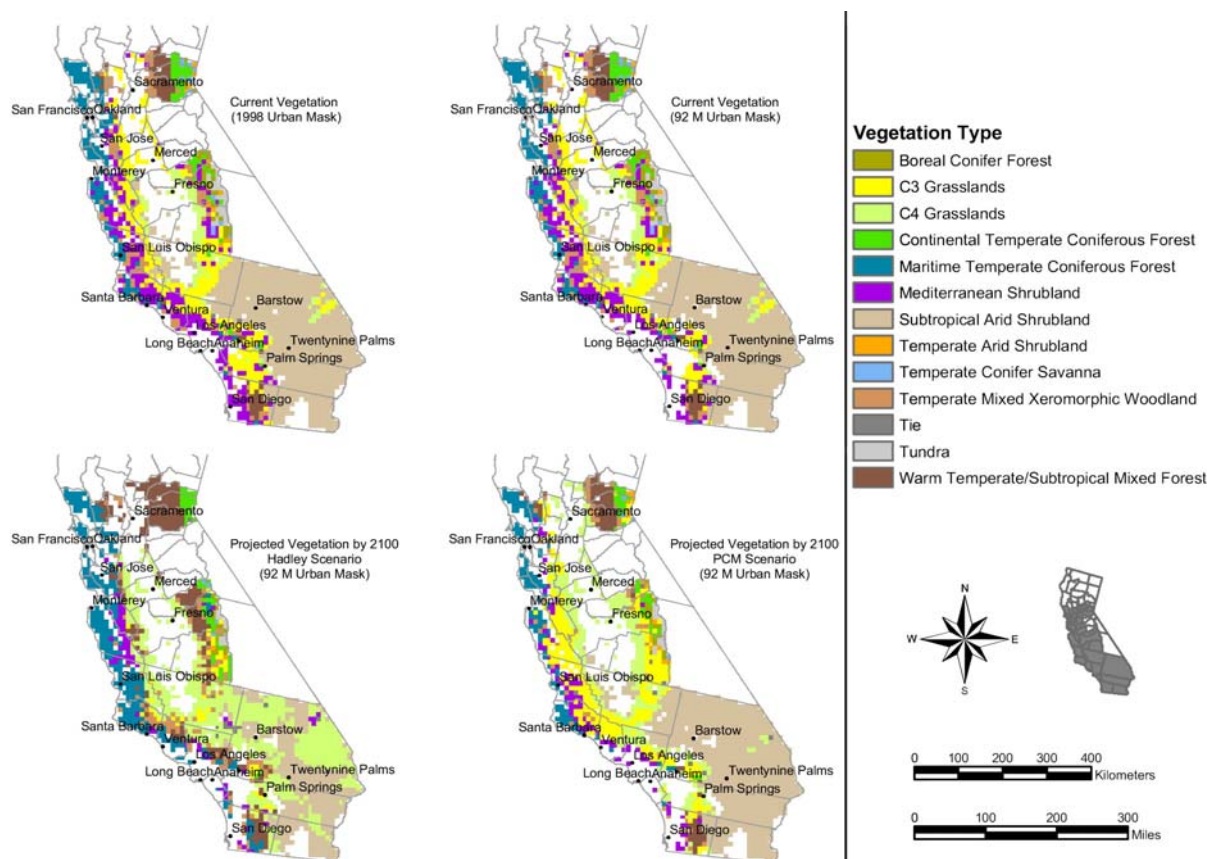 Sacramento
San Francisco Oakland
Current Vegetation
(1998 Urban Mask)
San Jose
Merced
Monterey
Fresno
San Luis Obispo
Santa Barbara
Barstow
Ventura
Los Angeles
Long Beach Anaheim
Twentynine Palms
Palm Springs
San Diego
Sacramento
San Francisco Oakland
Current Vegetation
(92 M Urban Mask)
San Jose
Merced
Monterey
Fresno
San Luis Obispo
Santa Barbara
Barstow
Ventura
Los Angeles
Long Beach Anaheim
Twentynine Palms
Palm Springs
San Diego
Sacramento
San Francisco Oakland
Projected Vegetation by 2100
Hadley Scenario
(92 M Urban Mask)
San Jose
Merced
Monterey
Fresno
San Luis Obispo
Santa Barbara
Barstow
Ventura
Los Angeles
Long Beach Anaheim
Twentynine Palms
Palm Springs
San Diego
Sacramento
San Francisco Oakland
Projected Vegetation by 2100
PCM Scenario
(92 M Urban Mask)
San Jose
Merced
Monterey
Fresno
San Luis Obispo
Santa Barbara
Barstow
Ventura
Los Angeles
Long Beach Anaheim
Twentynine Palms
Palm Springs
San Diego
Vegetation Type
Boreal Conifer Forest
C3 Grasslands
C4 Grasslands
Continental Temperate Coniferous Forest
Maritime Temperate Coniferous Forest
Mediterranean Shrubland
Subtropical Arid Shrubland
Temperate Arid Shrubland
Temperate Conifer Savanna
Temperate Mixed Xeromorphic Woodland
Tie
Tundra
Warm Temperate/Subtropical Mixed Forest
N
W E
S
0 100 200 300 400
Kilometers
0 100 200 300
Miles